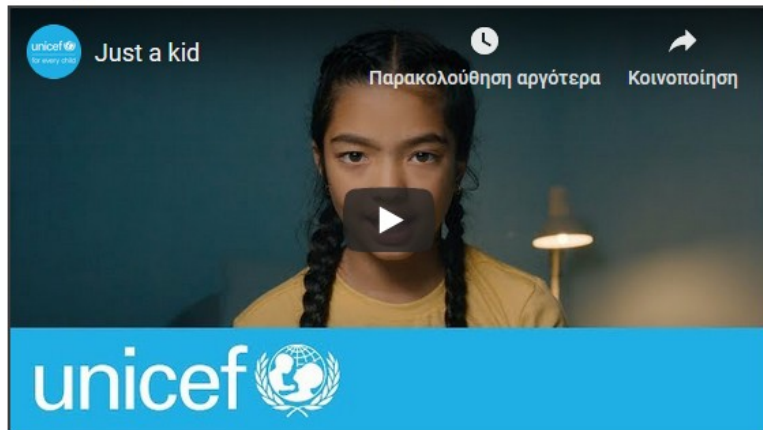 unicef
for every child
Just a kid
Παρακολούθηση αργότερα
Κοινοποίηση
unicef